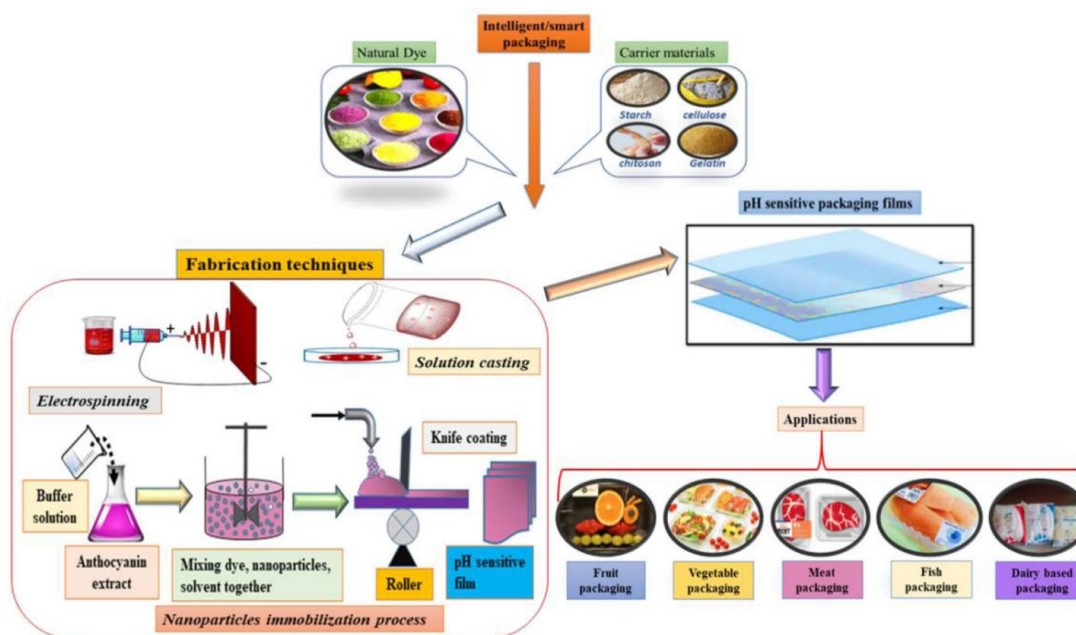 Intelligent/smart
packaging
Natural Dye
Carrier materials
Starch
cellulose
chitosan
Gelatin
pH sensitive packaging films
Fabrication techniques
Solution casting
Electrospinning
Knife coating
Buffer
solution
Anthocyanin
extract
Mixing dye, nanoparticles,
solvent together
Roller
pH sensitive
film
Nanoparticles immobilization process
Applications
Fruit
packaging
Vegetable
packaging
Meat
packaging
Fish
packaging
Dairy based
packaging